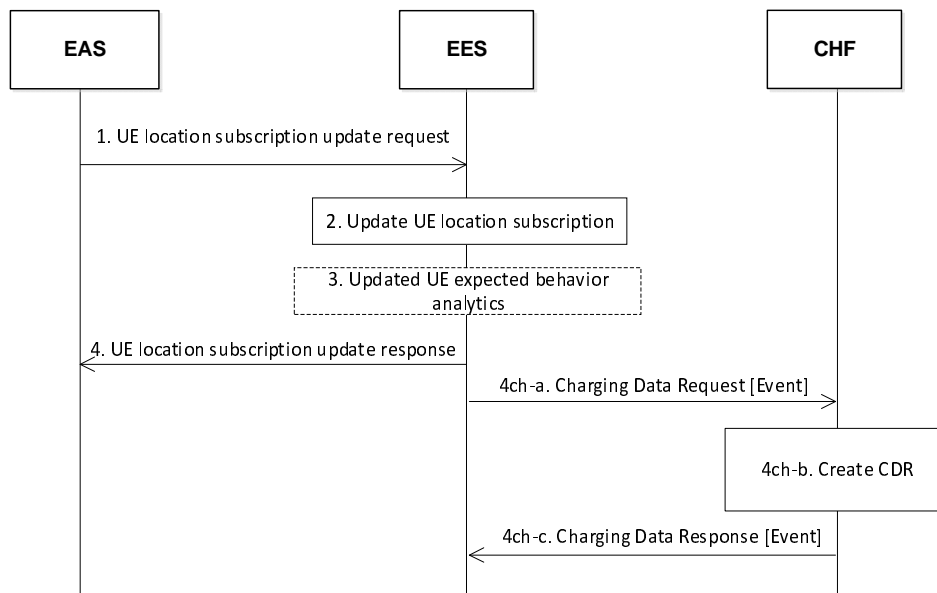 EAS
EES
CHF
1. UE location subscription update request
2. Update UE location subscription
3. Updated UE expected behavior
analytics
4. UE location subscription update response
4ch-a. Charging Data Request [Event]
4ch-b. Create CDR
4ch-c. Charging Data Response [Event]